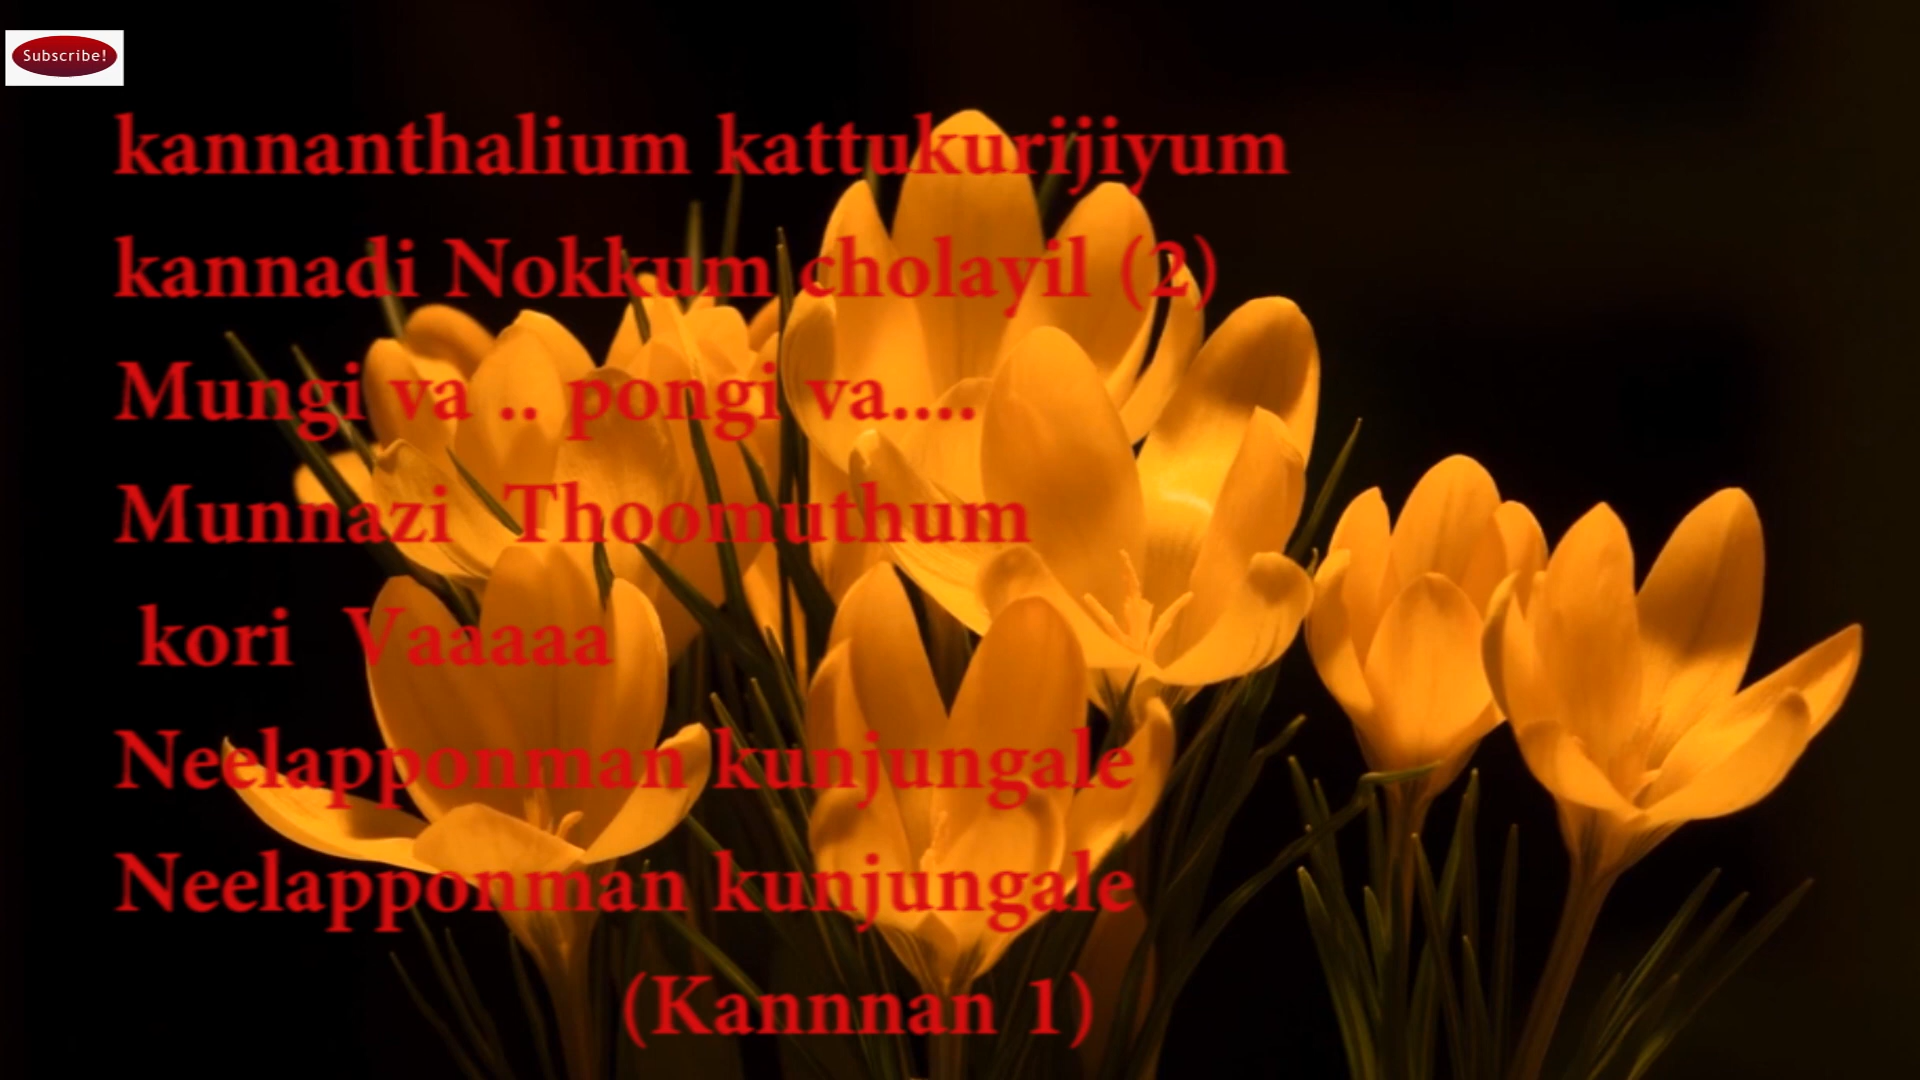 Subscribe!
kannanthalium kattukurijiyum
kannadi Nokkum cholayil (2)
Mungi va .. pongi va....
Munnazi Thoomuthum
kori Vaaaaa
Neelapponman kunjungale
Neelapponman kunjungale
(Kannnan 1)